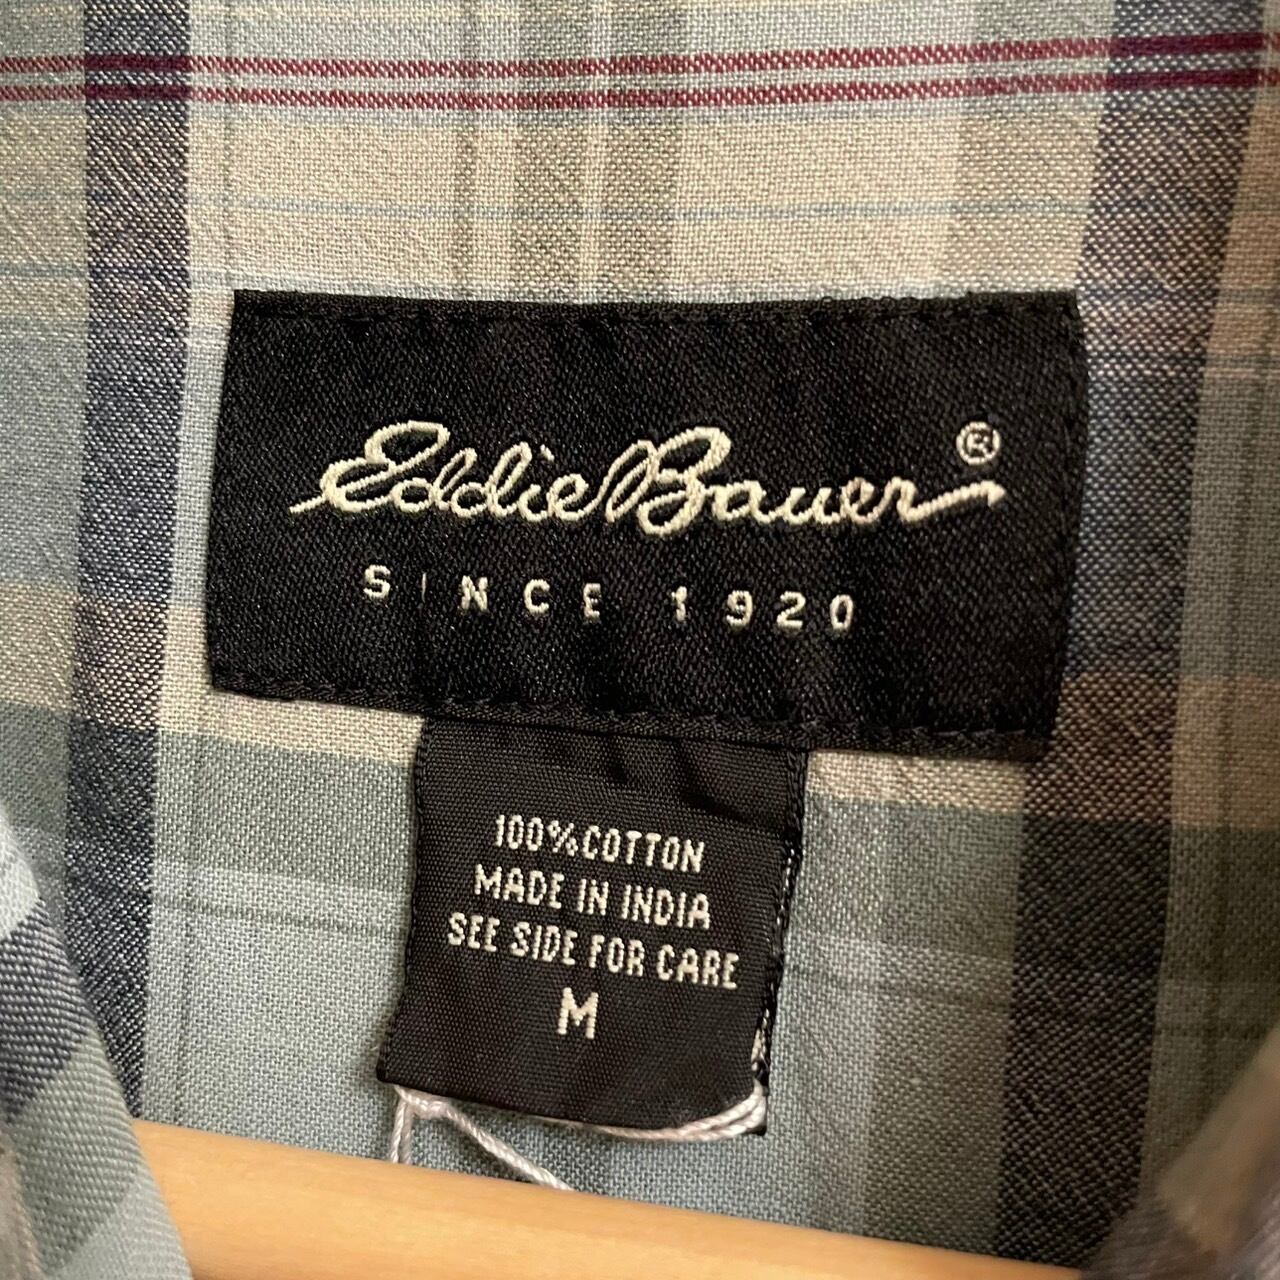 Eddie Bauer®
SINCE 1920
100% COTTON
MADE IN INDIA
SEE SIDE FOR CARE
M